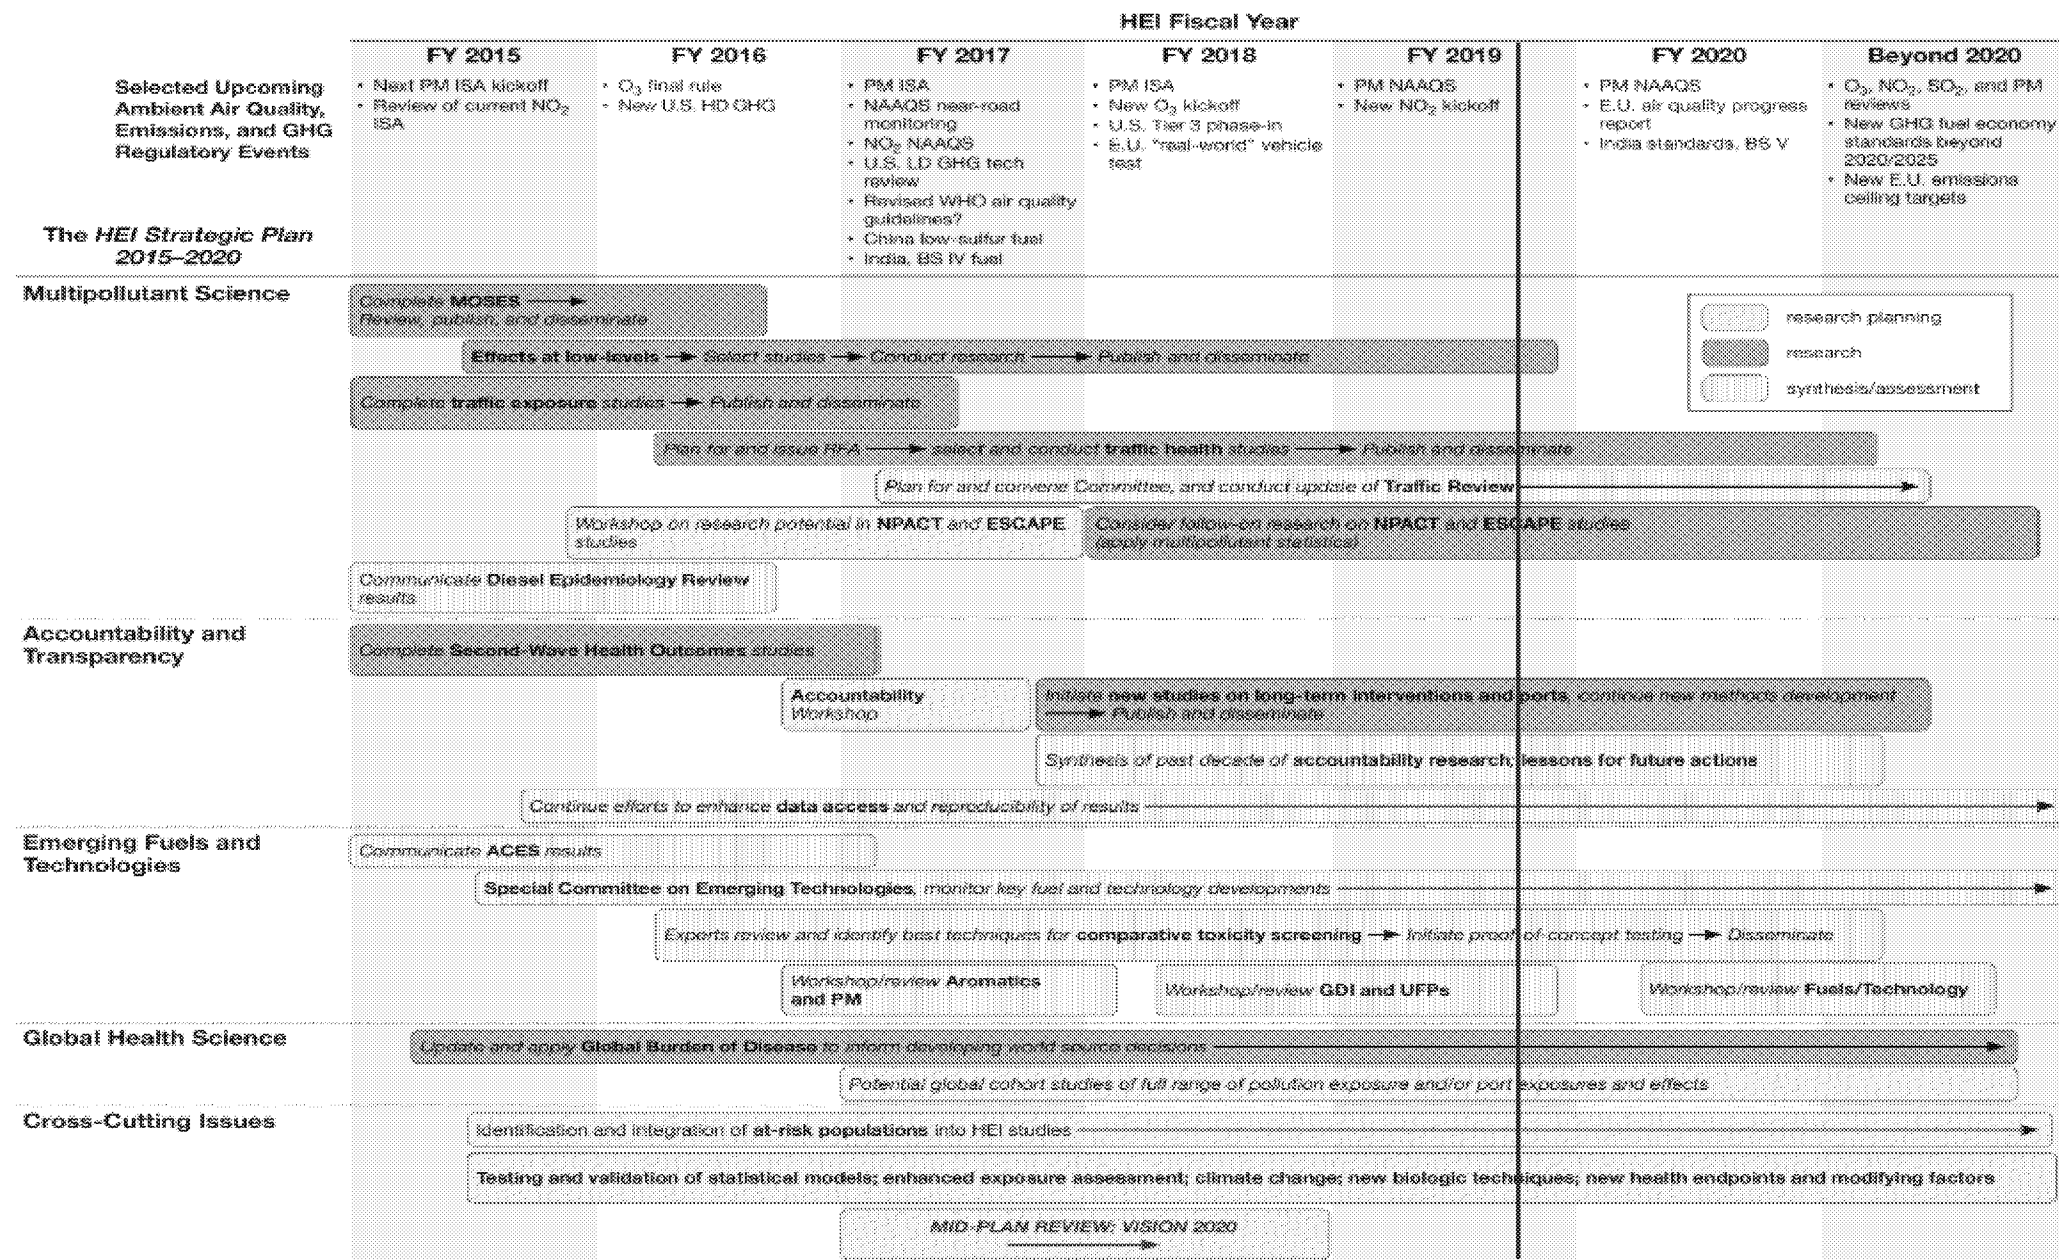 HEI Fiscal Year
FY 2015
FY 2016
FY 2017
FY 2018
FY 2019
FY 2020
Beyond 2020
Selected Upcoming
Ambient Air Quality,
Emissions, and GHG
Regulatory Events
• Next PM ISA kickoff
• Review of current NO₂
ISA
• O₃ final rule
• New U.S. HD GHG
• PM ISA
• NAAQS near-road
monitoring
• NO₂ NAAQS
• U.S. LD GHG tech
review
• Revised WHO air quality
guidelines?
• China low-sulfur fuel
• India, BS IV fuel
• PM ISA
• New O₃ kickoff
• U.S. Tier 3 phase-in
• E.U. "real-world" vehicle
test
• PM NAAQS
• New NO₂ kickoff
• PM NAAQS
• E.U. air quality progress
report
• India standards, BS V
• O₃, NO₂, SO₂, and PM
reviews
• New GHG fuel economy
standards beyond
2020/2025
• New E.U. emissions
ceiling targets
The HEI Strategic Plan
2015–2020
Multipollutant Science
Complete MOSES
Review, publish, and disseminate
research planning
research
synthesis/assessment
Effects at low-levels → Select studies → Conduct research → Publish and disseminate
Complete traffic exposure studies → Publish and disseminate
Plan for and issue RFA → select and conduct traffic health studies → Publish and disseminate
Plan for and convene Committee, and conduct update of Traffic Review
Workshop on research potential in NPACT and ESCAPE
studies
Consider follow-on research on NPACT and ESCAPE studies
(apply multipollutant statistics)
Communicate Diesel Epidemiology Review
results
Accountability and
Transparency
Complete Second-Wave Health Outcomes studies
Accountability
Workshop
Initiate new studies on long-term interventions and ports, continue new methods development
→ Publish and disseminate
Synthesis of past decade of accountability research, lessons for future actions
Continue efforts to enhance data access and reproducibility of results
Emerging Fuels and
Technologies
Communicate ACES results
Special Committee on Emerging Technologies, monitor key fuel and technology developments
Experts review and identify best techniques for comparative toxicity screening → Initiate proof-of-concept testing → Disseminate
Workshop/review Aromatics
and PM
Workshop/review GDI and UFPs
Workshop/review Fuels/Technology
Global Health Science
Update and apply Global Burden of Disease to inform developing world source decisions
Potential global cohort studies of full range of pollution exposure and/or port exposures and effects
Cross-Cutting Issues
Identification and integration of at-risk populations into HEI studies
Testing and validation of statistical models; enhanced exposure assessment; climate change; new biologic techniques; new health endpoints and modifying factors
MID-PLAN REVIEW; VISION 2020